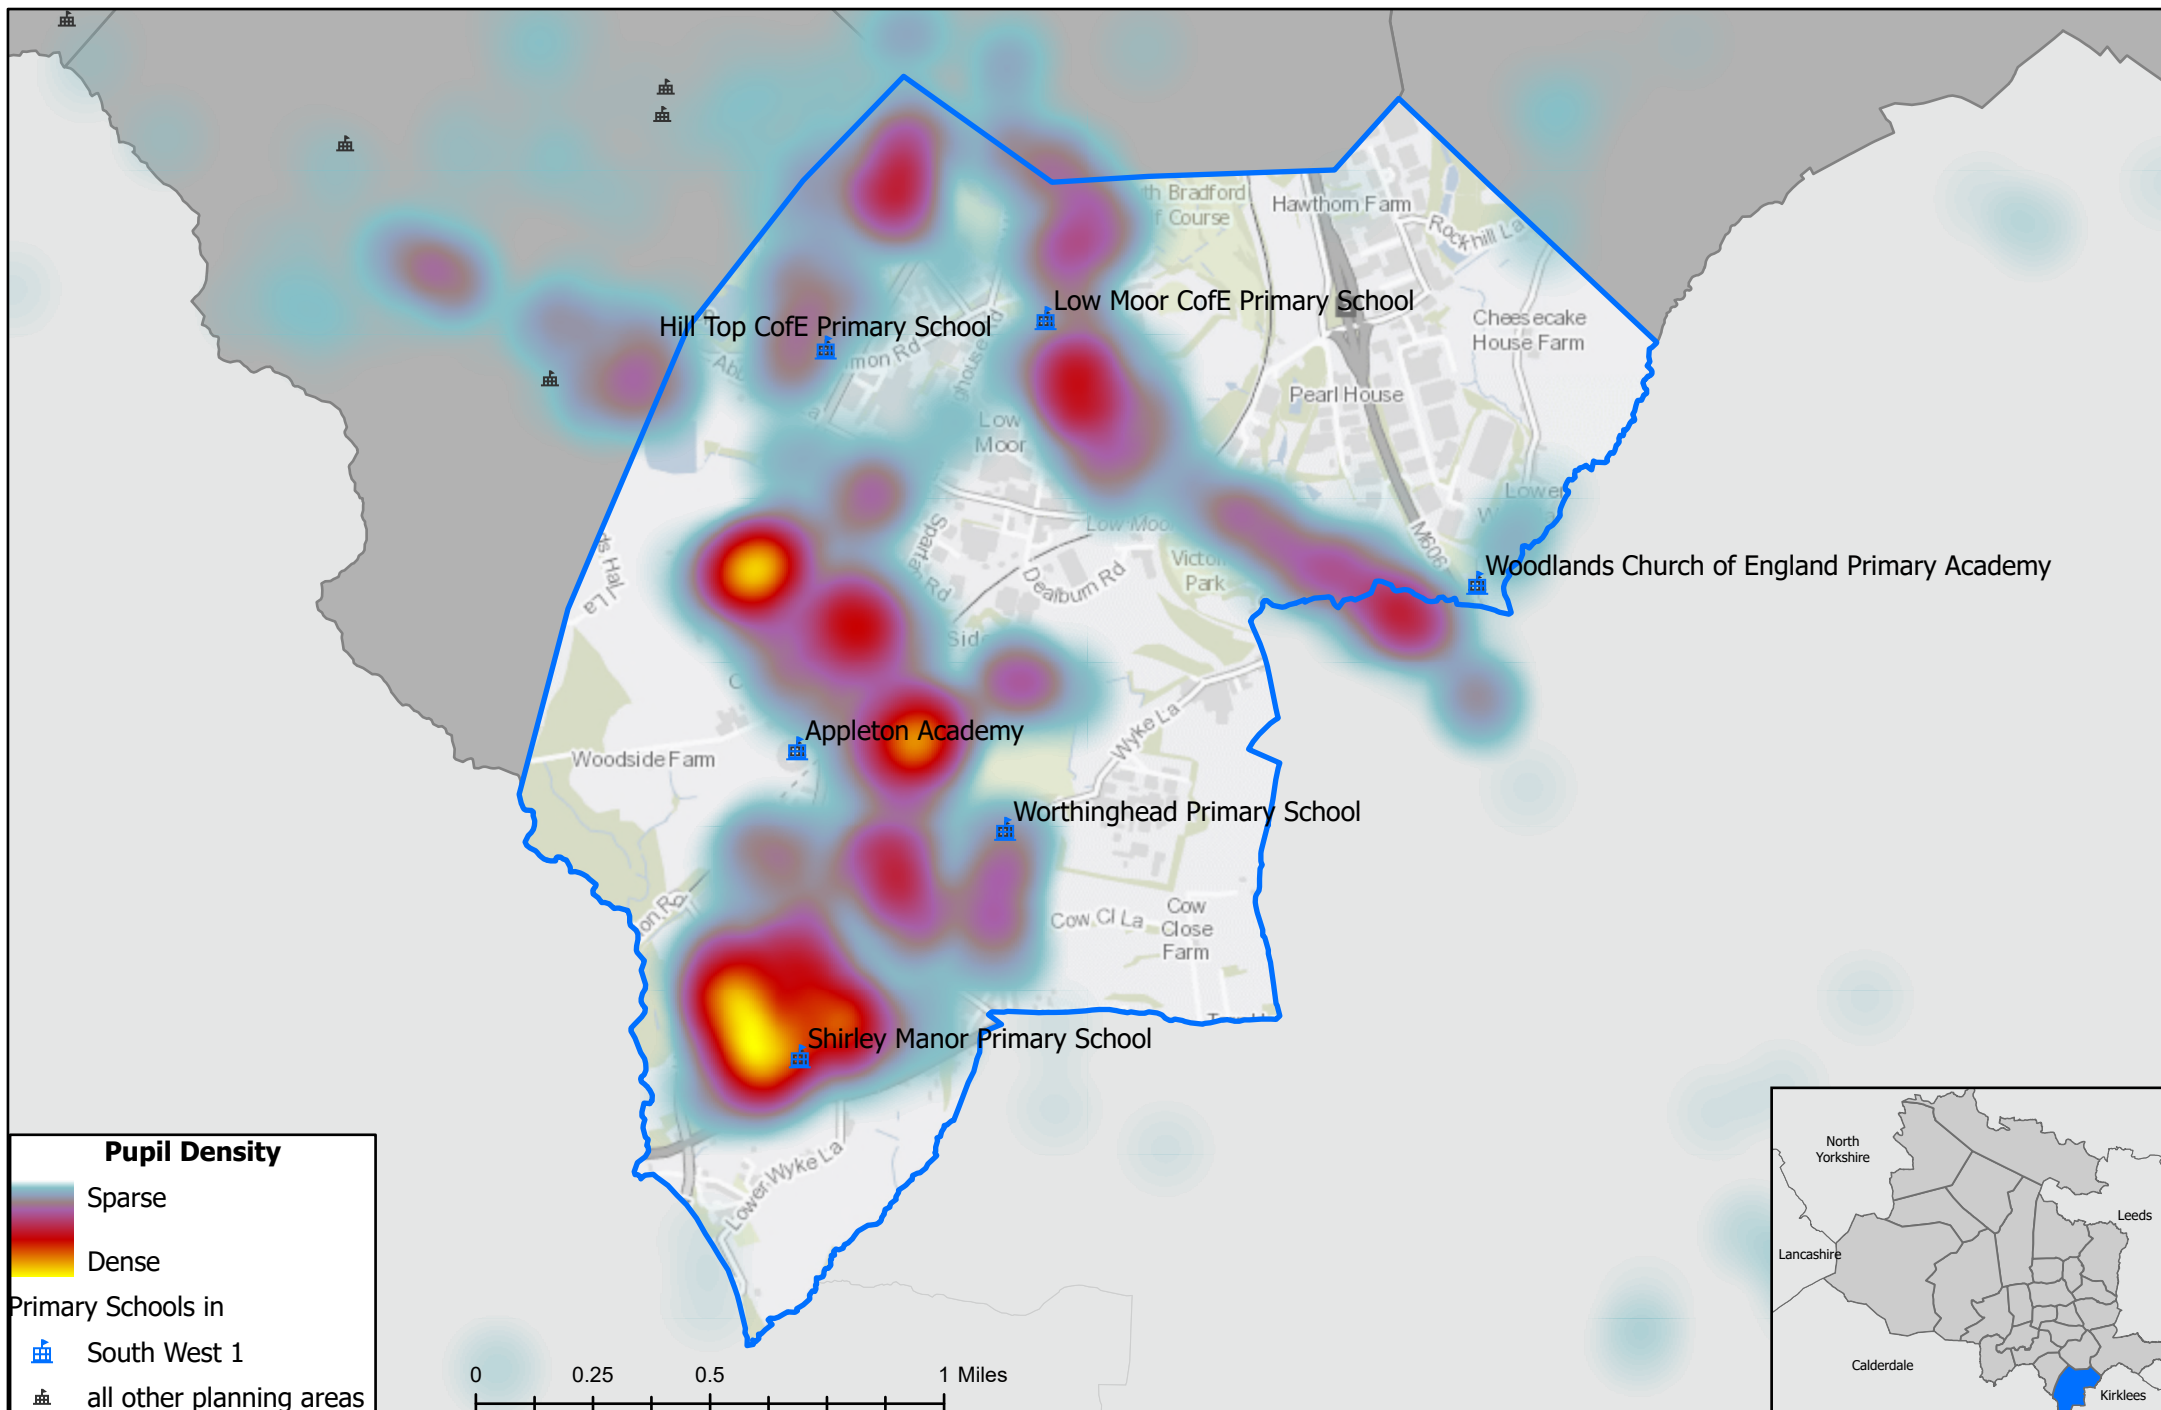 Hawthorn Farm
Rockhill La
Low Moor CofE Primary School
Hill Top CofE Primary School
Cheesecake
House Farm
Pearl House
Low
Moor
Lower
M606
Woodlands Church of England Primary Academy
Dealburn Rd
Park
Appleton Academy
Woodside Farm
Wyke La
Worthinghead Primary School
Cow Cl La
Cow
Close
Farm
Shirley Manor Primary School
Lower Wyke La
Pupil Density
Sparse
Dense
Primary Schools in
South West 1
all other planning areas
0 0.25 0.5 1 Miles
North
Yorkshire
Leeds
Lancashire
Calderdale
Kirklees